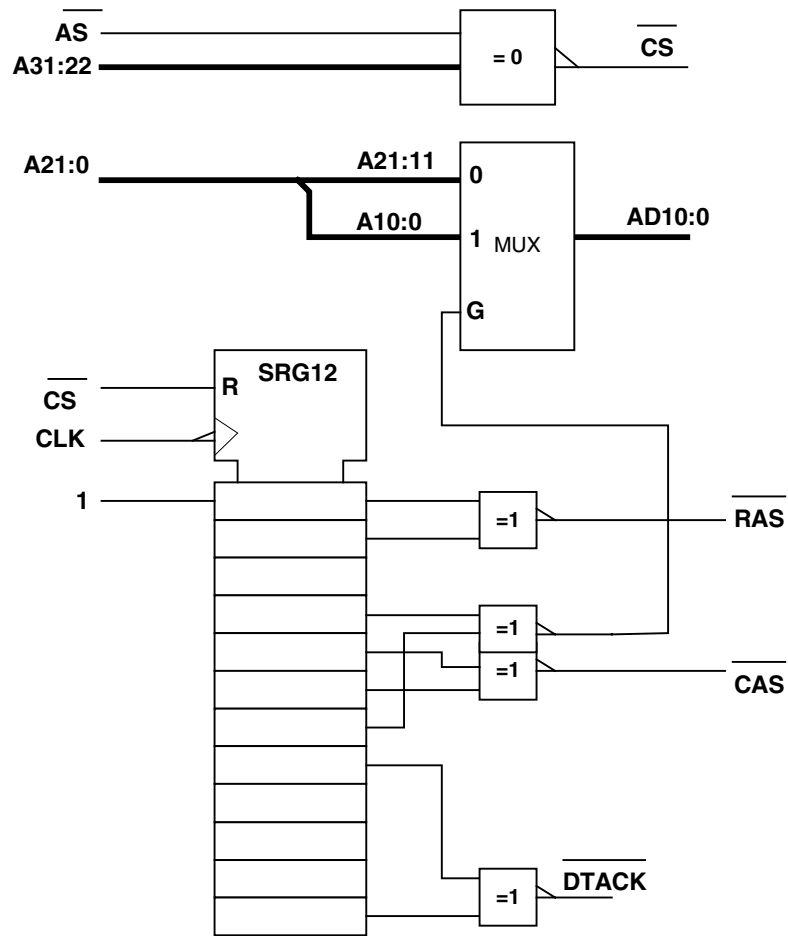 AS
A31:22
= 0
CS
A21:0
A21:11
0
A10:0
1 MUX
AD10:0
G
SRG12
CS
R
CLK
1
=1
RAS
=1
=1
CAS
=1
DTACK